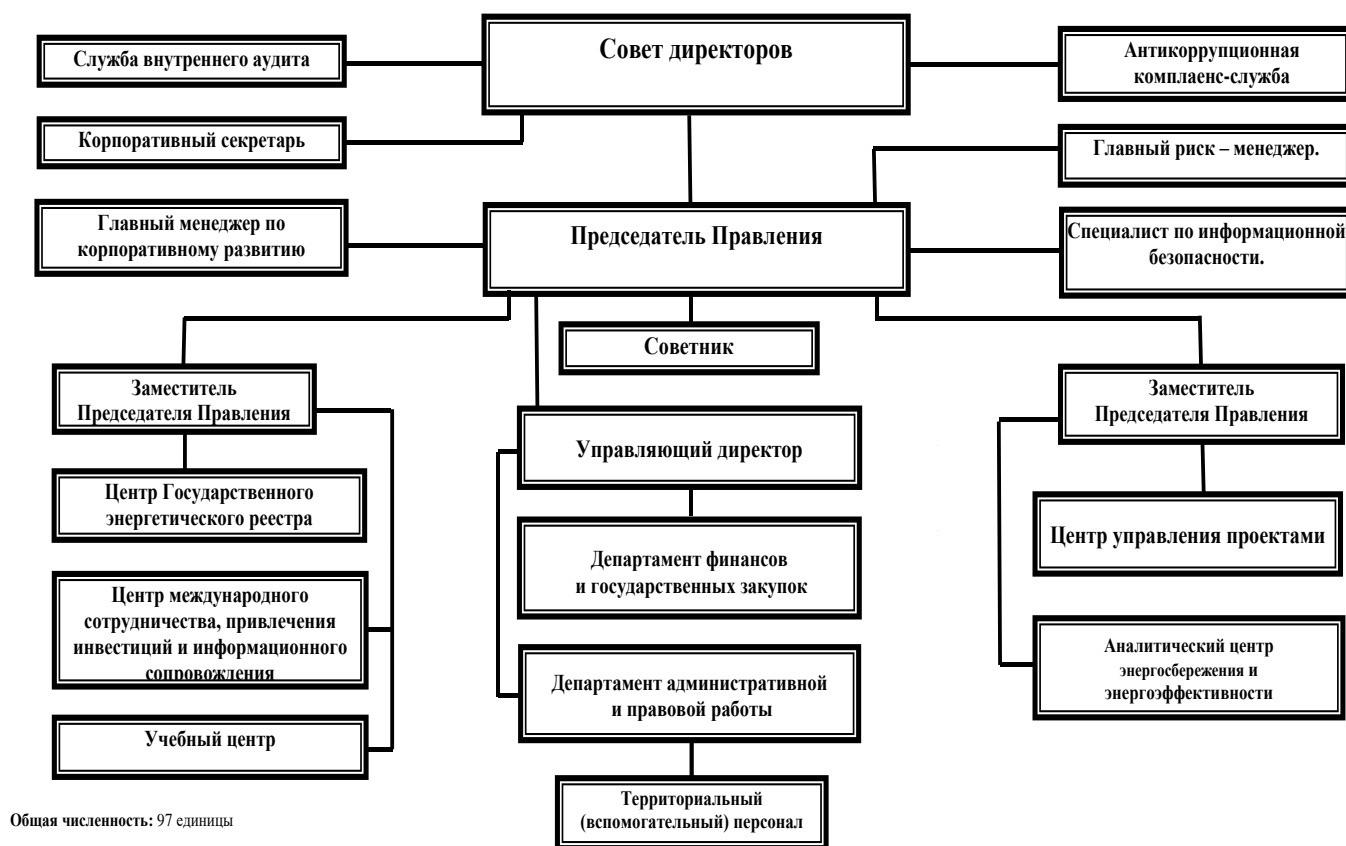 Совет директоров
Служба внутреннего аудита
Антикоррупционная
комплаенс-служба
Корпоративный секретарь
Главный риск – менеджер.
Главный менеджер по
корпоративному развитию
Председатель Правления
Специалист по информационной
безопасности.
Советник
Заместитель
Председателя Правления
Заместитель
Председателя Правления
Управляющий директор
Центр Государственного
энергетического реестра
Центр управления проектами
Департамент финансов
и государственных закупок
Центр международного
сотрудничества, привлечения
инвестиций и информационного
сопровождения
Аналитический центр
энергосбережения и
энергоэффективности
Департамент административной
и правовой работы
Учебный центр
Территориальный
(вспомогательный) персонал
Общая численность: 97 единицы